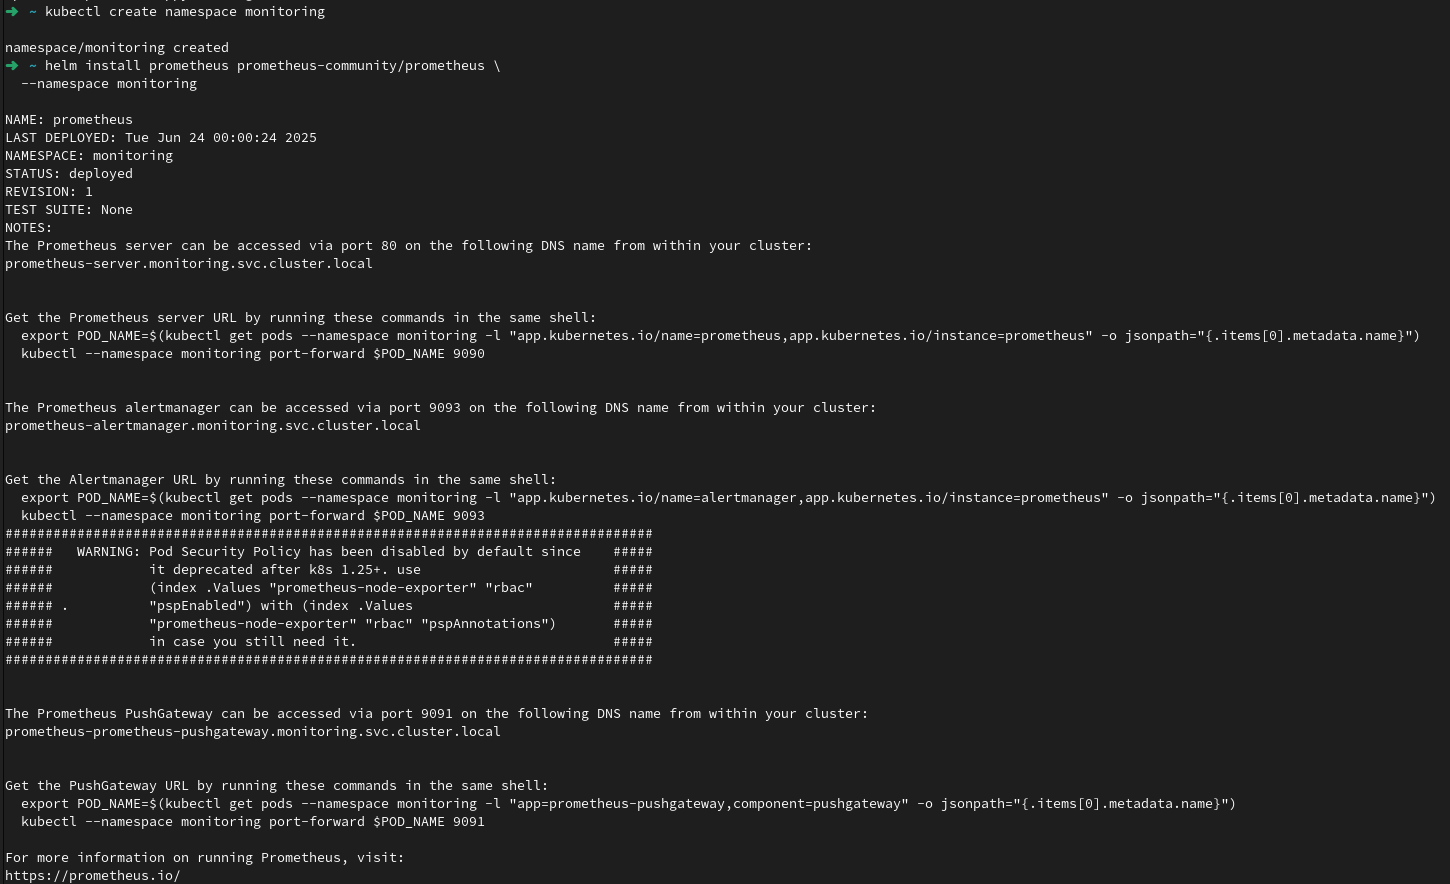 ➜ ~ kubectl create namespace monitoring
namespace/monitoring created
➜ ~ helm install prometheus prometheus-community/prometheus \
--namespace monitoring
NAME: prometheus
LAST DEPLOYED: Tue Jun 24 00:00:24 2025
NAMESPACE: monitoring
STATUS: deployed
REVISION: 1
TEST SUITE: None
NOTES:
The Prometheus server can be accessed via port 80 on the following DNS name from within your cluster:
prometheus-server.monitoring.svc.cluster.local
Get the Prometheus server URL by running these commands in the same shell:
export POD_NAME=$(kubectl get pods --namespace monitoring -l "app.kubernetes.io/name=prometheus,app.kubernetes.io/instance=prometheus" -o jsonpath="{.items[0].metadata.name}")
kubectl --namespace monitoring port-forward $POD_NAME 9090
The Prometheus alertmanager can be accessed via port 9093 on the following DNS name from within your cluster:
prometheus-alertmanager.monitoring.svc.cluster.local
Get the Alertmanager URL by running these commands in the same shell:
export POD_NAME=$(kubectl get pods --namespace monitoring -l "app.kubernetes.io/name=alertmanager,app.kubernetes.io/instance=prometheus" -o jsonpath="{.items[0].metadata.name}")
kubectl --namespace monitoring port-forward $POD_NAME 9093
#################################################################################
######   WARNING: Pod Security Policy has been disabled by default since    #####
######            it deprecated after k8s 1.25+. use                        #####
######            (index .Values "prometheus-node-exporter" "rbac"          #####
###### .          "pspEnabled") with (index .Values                         #####
######            "prometheus-node-exporter" "rbac" "pspAnnotations")       #####
######            in case you still need it.                                #####
#################################################################################
The Prometheus PushGateway can be accessed via port 9091 on the following DNS name from within your cluster:
prometheus-prometheus-pushgateway.monitoring.svc.cluster.local
Get the PushGateway URL by running these commands in the same shell:
export POD_NAME=$(kubectl get pods --namespace monitoring -l "app=prometheus-pushgateway,component=pushgateway" -o jsonpath="{.items[0].metadata.name}")
kubectl --namespace monitoring port-forward $POD_NAME 9091
For more information on running Prometheus, visit:
https://prometheus.io/